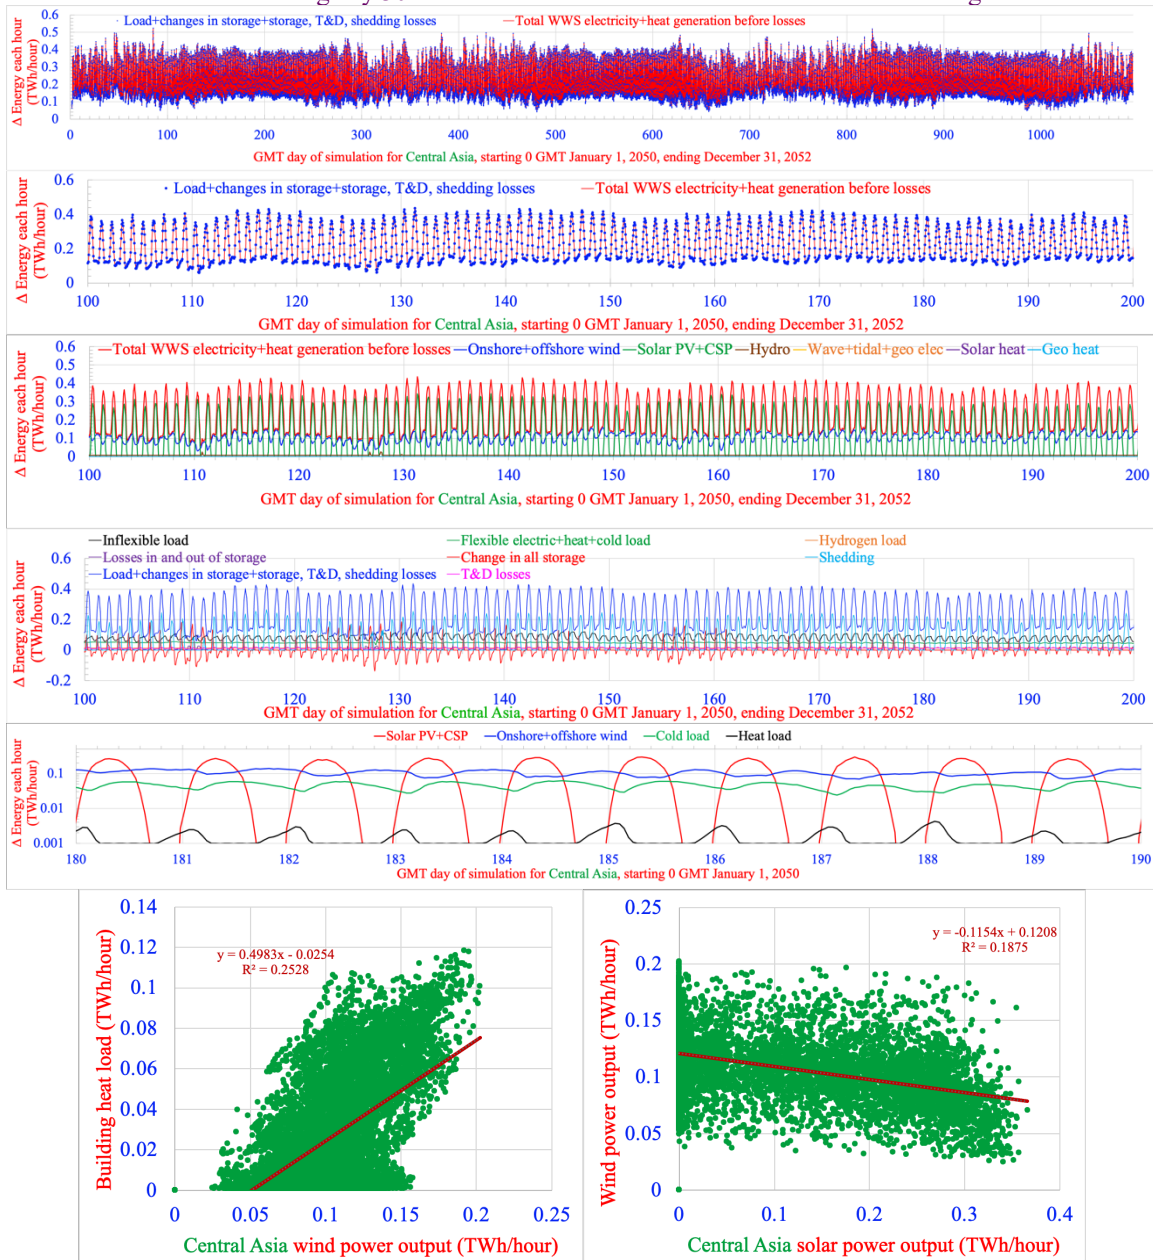 Load+changes in storage+storage, T&D, shedding losses —Total WWS electricity+heat generation before losses
Δ Energy each hour
(TWh/hour)
0.6
0.5
0.4
0.3
0.2
0.1
0
0 100 200 300 400 500 600 700 800 900 1000
GMT day of simulation for Central Asia, starting 0 GMT January 1, 2050, ending December 31, 2052
Load+changes in storage+storage, T&D, shedding losses —Total WWS electricity+heat generation before losses
Δ Energy each hour
(TWh/hour)
0.6
0.4
0.2
0
100 110 120 130 140 150 160 170 180 190 200
GMT day of simulation for Central Asia, starting 0 GMT January 1, 2050, ending December 31, 2052
—Total WWS electricity+heat generation before losses —Onshore+offshore wind —Solar PV+CSP —Hydro —Wave+tidal+geo elec —Solar heat —Geo heat
Δ Energy each hour
(TWh/hour)
0.6
0.5
0.4
0.3
0.2
0.1
0
100 110 120 130 140 150 160 170 180 190 200
GMT day of simulation for Central Asia, starting 0 GMT January 1, 2050, ending December 31, 2052
—Inflexible load —Flexible electric+heat+cold load —Hydrogen load
—Losses in and out of storage —Change in all storage —Shedding
—Load+changes in storage+storage, T&D, shedding losses —T&D losses
Δ Energy each hour
(TWh/hour)
0.6
0.4
0.2
0
-0.2
100 110 120 130 140 150 160 170 180 190 200
GMT day of simulation for Central Asia, starting 0 GMT January 1, 2050, ending December 31, 2052
—Solar PV+CSP —Onshore+offshore wind —Cold load —Heat load
Δ Energy each hour
(TWh/hour)
0.1
0.01
0.001
180 181 182 183 184 185 186 187 188 189 190
GMT day of simulation for Central Asia, starting 0 GMT January 1, 2050
Building heat load (TWh/hour)
0.14
0.12
0.1
0.08
0.06
0.04
0.02
0
y = 0.4983x - 0.0254
R² = 0.2528
0 0.05 0.1 0.15 0.2 0.25
Central Asia wind power output (TWh/hour)
Wind power output (TWh/hour)
0.25
0.2
0.15
0.1
0.05
0
y = -0.1154x + 0.1208
R² = 0.1875
0 0.1 0.2 0.3 0.4
Central Asia solar power output (TWh/hour)